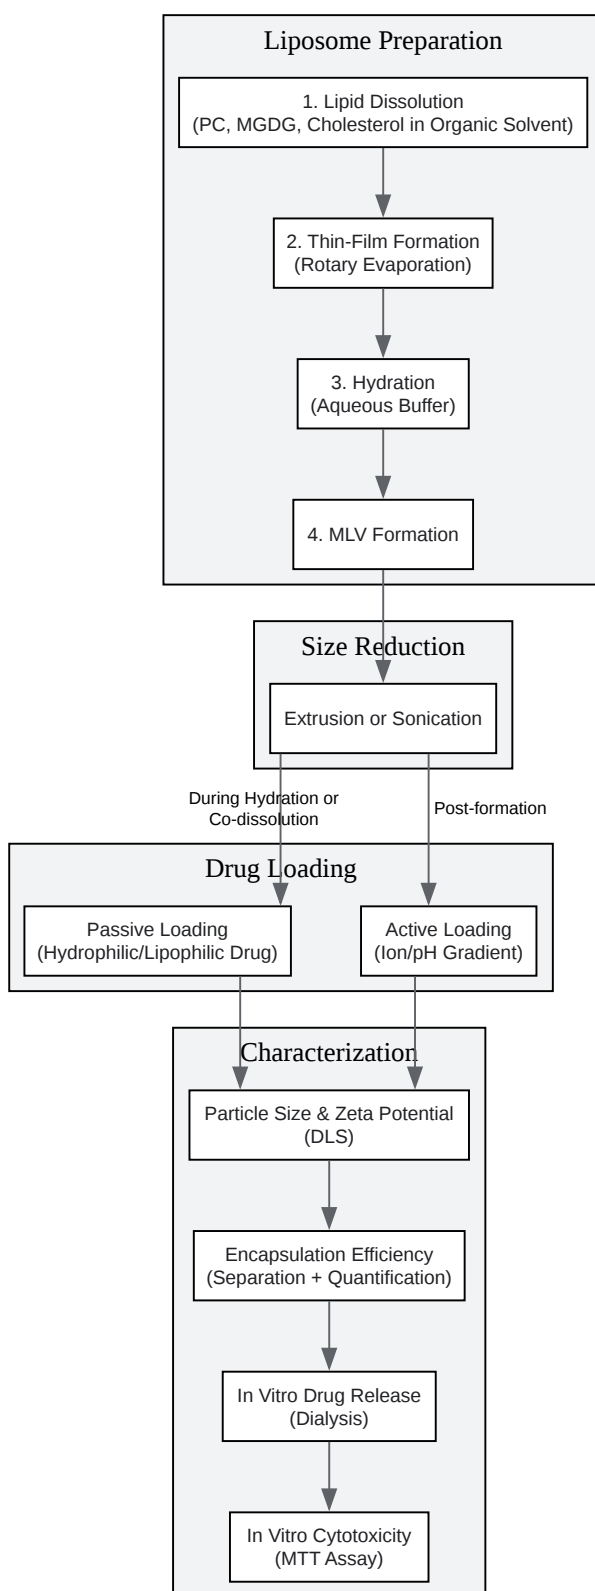 Liposome Preparation
1. Lipid Dissolution
(PC, MGDG, Cholesterol in Organic Solvent)
2. Thin-Film Formation
(Rotary Evaporation)
3. Hydration
(Aqueous Buffer)
4. MLV Formation
Size Reduction
Extrusion or Sonication
During Hydration or
Co-dissolution
Post-formation
Drug Loading
Passive Loading
(Hydrophilic/Lipophilic Drug)
Active Loading
(Ion/pH Gradient)
Characterization
Particle Size & Zeta Potential
(DLS)
Encapsulation Efficiency
(Separation + Quantification)
In Vitro Drug Release
(Dialysis)
In Vitro Cytotoxicity
(MTT Assay)